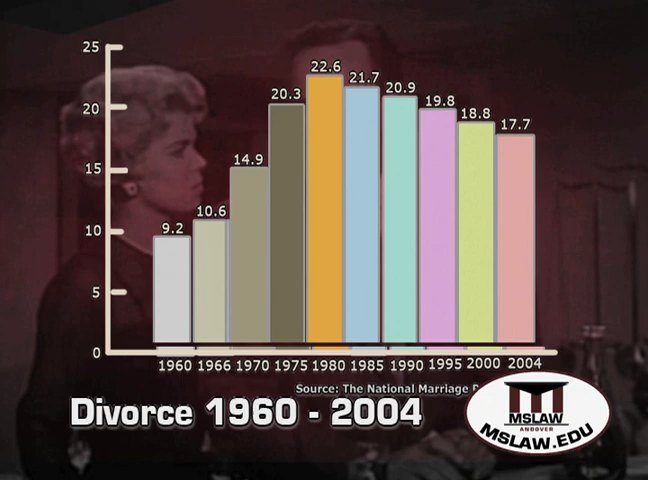 25
20
15
10
5
0
9.2
10.6
14.9
20.3
22.6
21.7
20.9
19.8
18.8
17.7
1960 1966 1970 1975 1980 1985 1990 1995 2000 2004
Source: The National Marriage
Divorce 1960 - 2004
MSLAW
ANDOVER
MSLAW.EDU